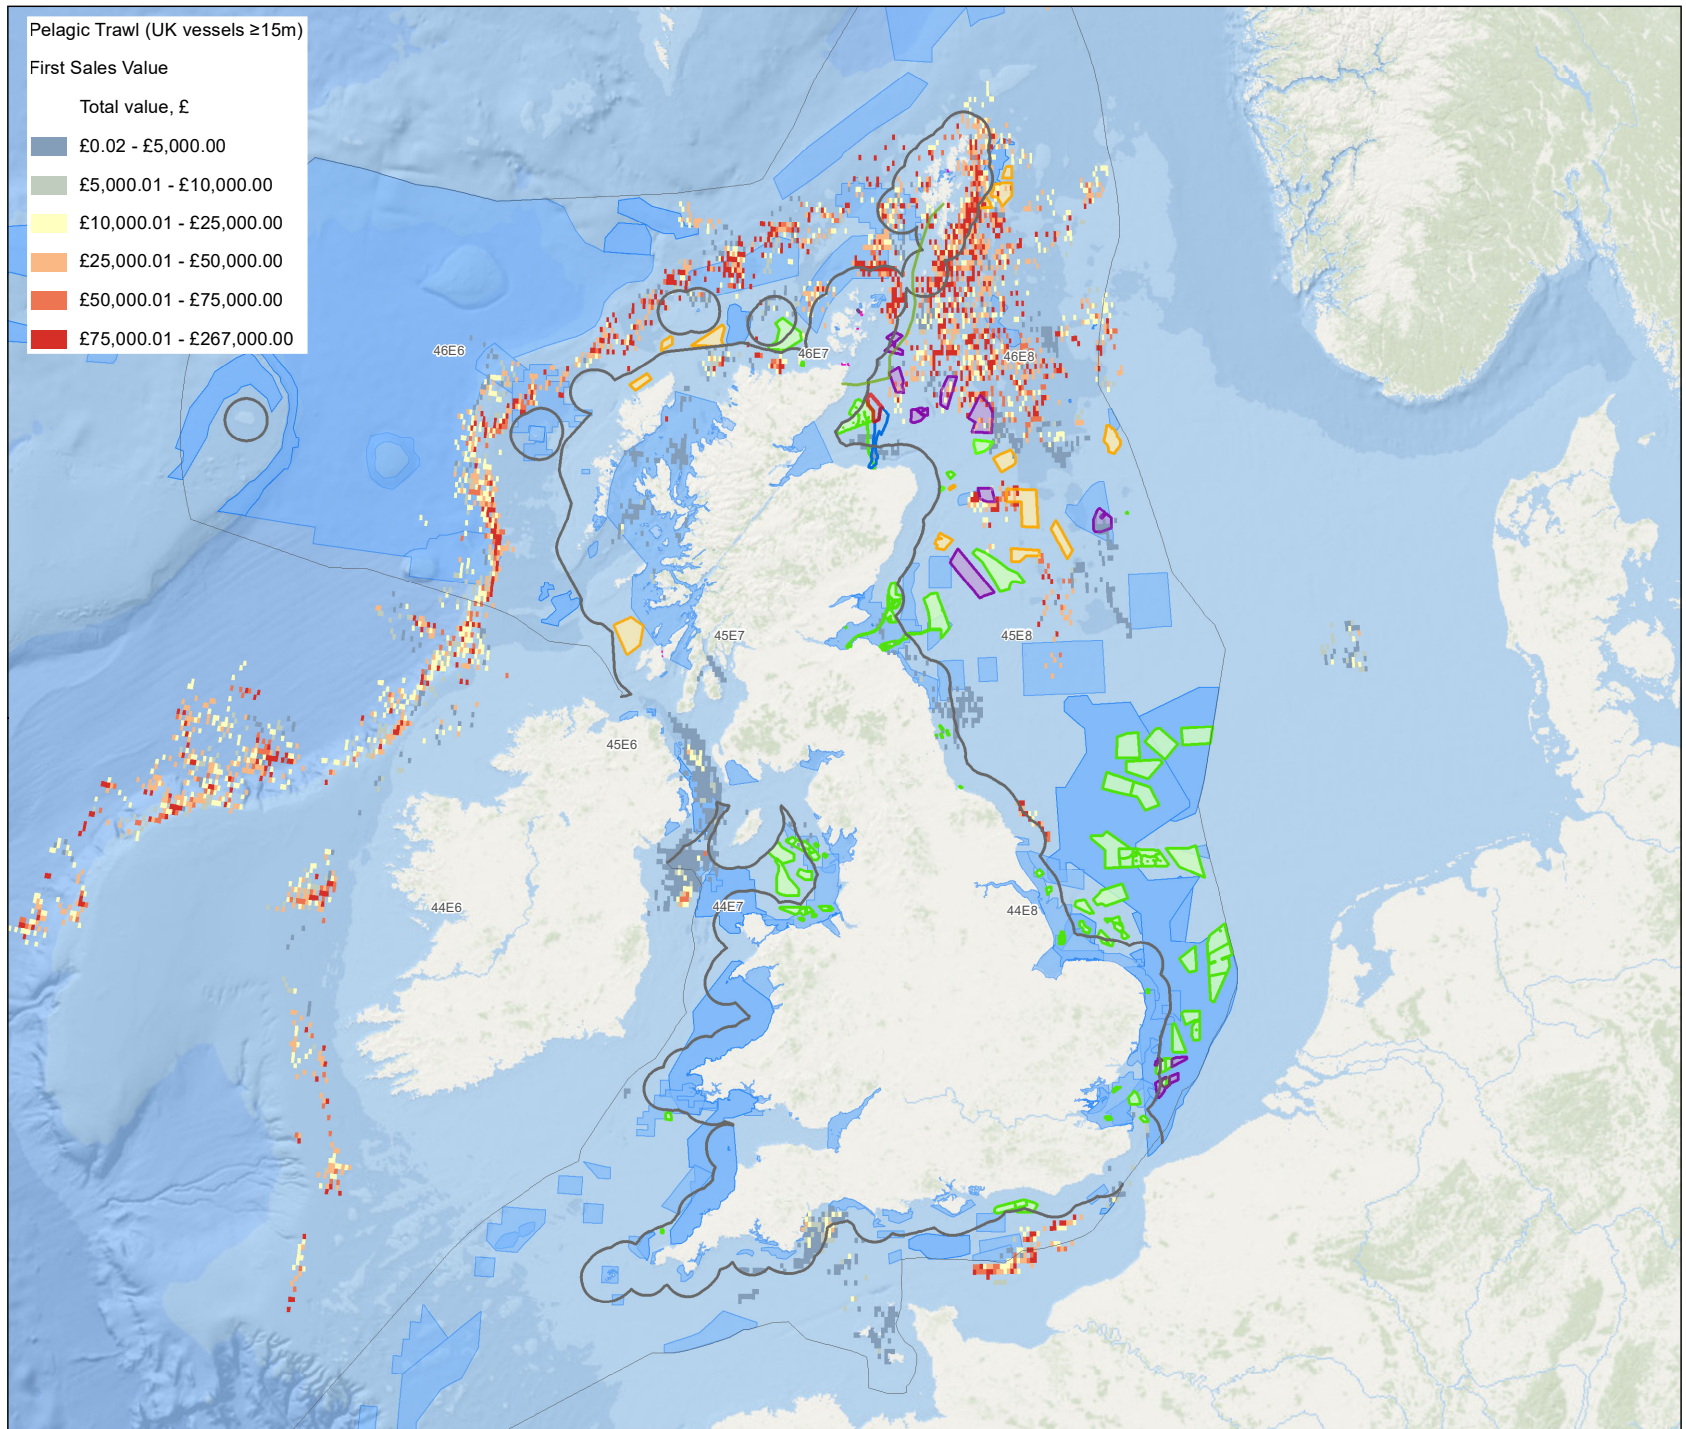 Pelagic Trawl (UK vessels ≥15m)
First Sales Value
Total value, £
£0.02 - £5,000.00
£5,000.01 - £10,000.00
£10,000.01 - £25,000.00
£25,000.01 - £50,000.00
£50,000.01 - £75,000.00
£75,000.01 - £267,000.00
46E6
46E7
46E8
45E7
45E8
45E6
44E6
44E7
44E8